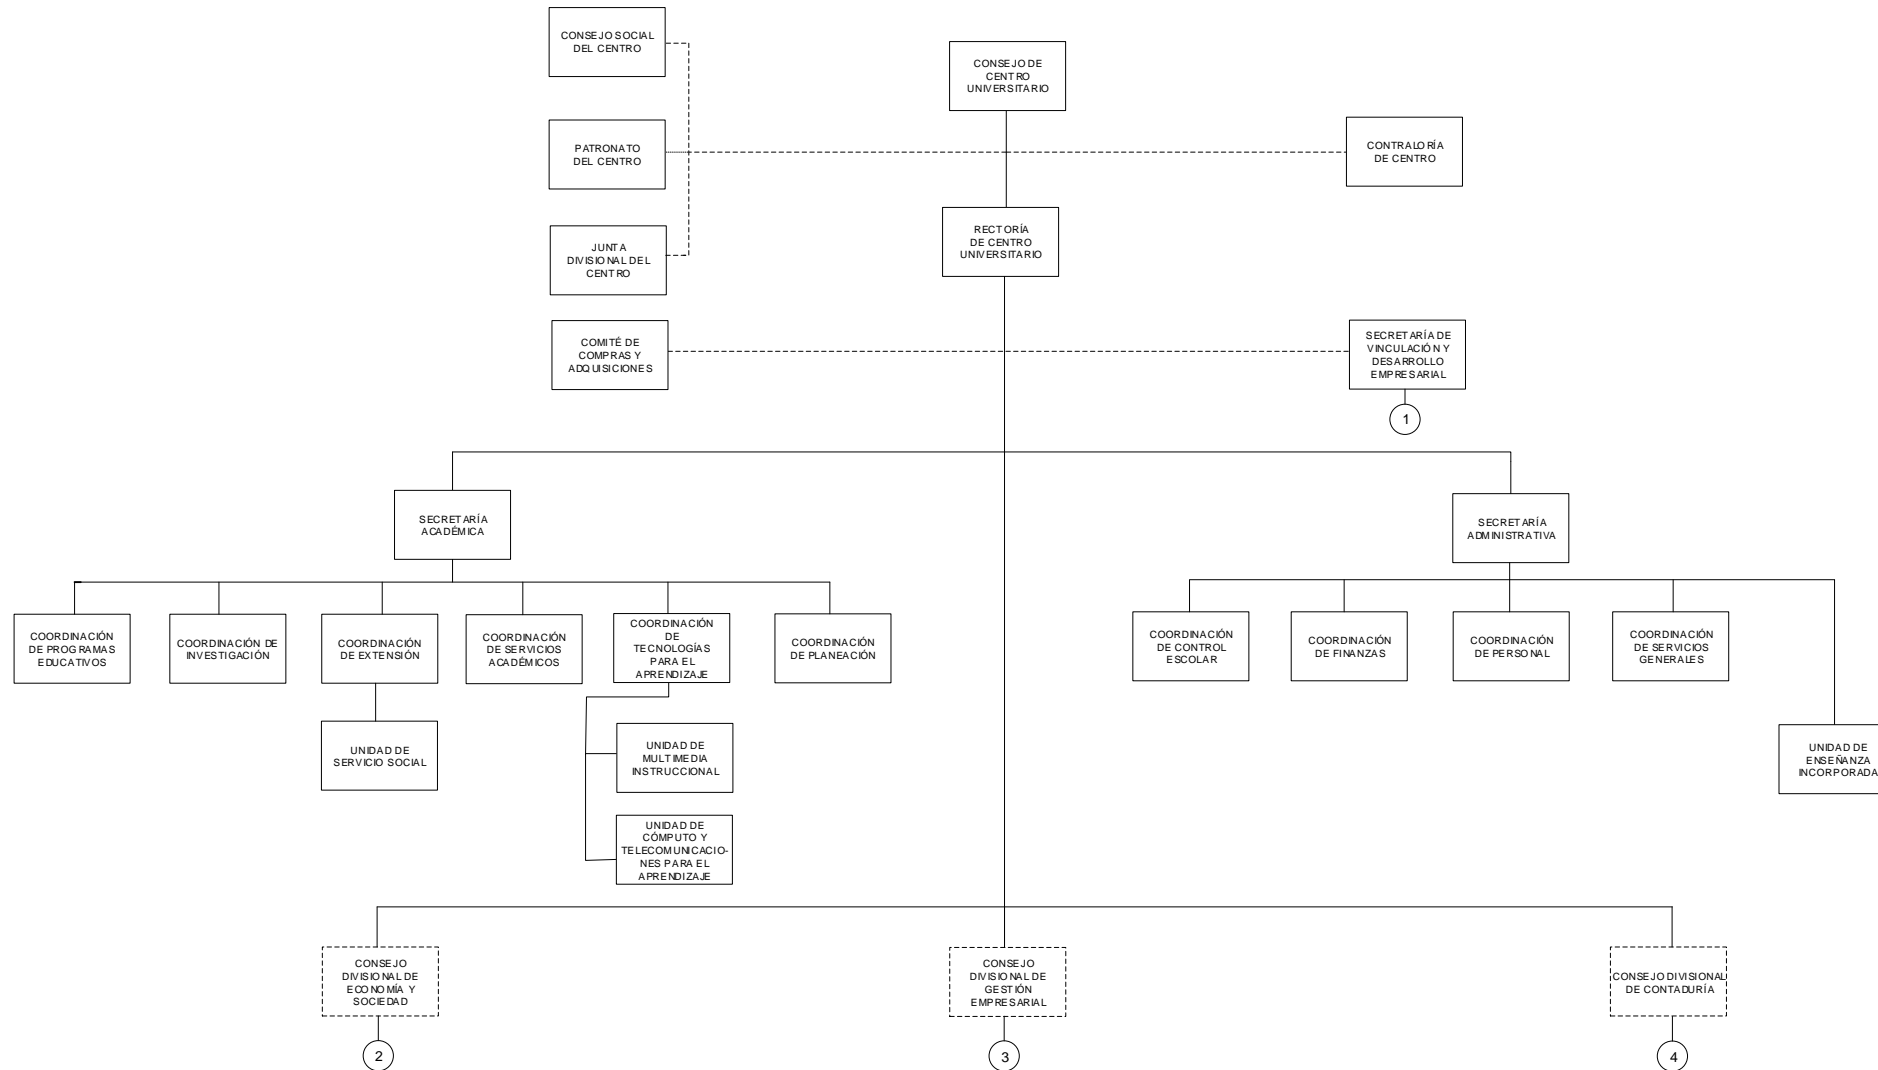 CONSEJO SOCIAL
DEL CENTRO
CONSEJO DE
CENTRO
UNIVERSITARIO
PATRONATO
DEL CENTRO
CONTRALORÍA
DE CENTRO
RECTORÍA
DE CENTRO
UNIVERSITARIO
JUNTA
DIVISIONAL DEL
CENTRO
COMITÉ DE
COMPRAS Y
ADQUISICIONES
SECRETARÍA DE
VINCULACIÓN Y
DESARROLLO
EMPRESARIAL
1
SECRETARÍA
ACADÉMICA
SECRETARÍA
ADMINISTRATIVA
COORDINACIÓN
DE PROGRAMAS
EDUCATIVOS
COORDINACIÓN DE
INVESTIGACIÓN
COORDINACIÓN
DE EXTENSIÓN
COORDINACIÓN
DE SERVICIOS
ACADÉMICOS
COORDINACIÓN
DE
TECNOLOGÍAS
PARA EL
APRENDIZAJE
COORDINACIÓN
DE PLANEACIÓN
COORDINACIÓN
DE CONTROL
ESCOLAR
COORDINACIÓN
DE FINANZAS
COORDINACIÓN
DE PERSONAL
COORDINACIÓN
DE SERVICIOS
GENERALES
UNIDAD DE
SERVICIO SOCIAL
UNIDAD DE
MULTIMEDIA
INSTRUCCIONAL
UNIDAD DE
ENSEÑANZA
INCORPORADA
UNIDAD DE
CÓMPUTO Y
TELECOMUNICACIO-
NES PARA EL
APRENDIZAJE
CONSEJO
DIVISIONAL DE
ECONOMÍA Y
SOCIEDAD
CONSEJO
DIVISIONAL DE
GESTIÓN
EMPRESARIAL
CONSEJO DIVISIONAL
DE CONTADURÍA
2
3
4